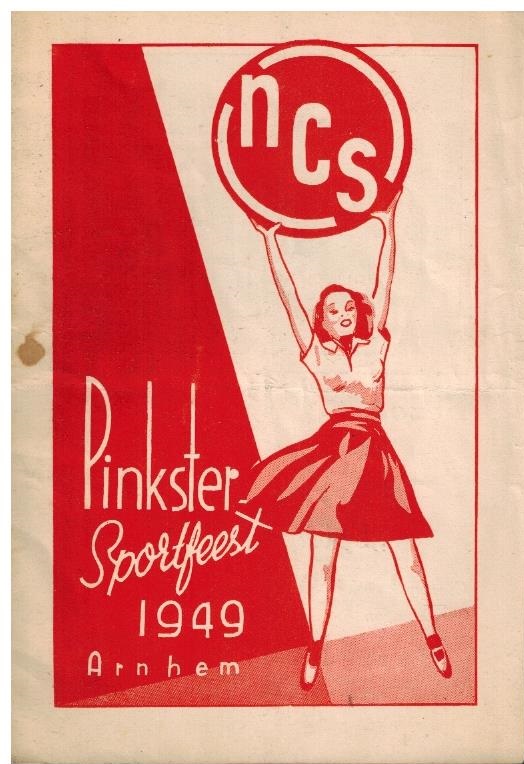 ncs
Pinkster-
Sportfeest
1949
Arnhem